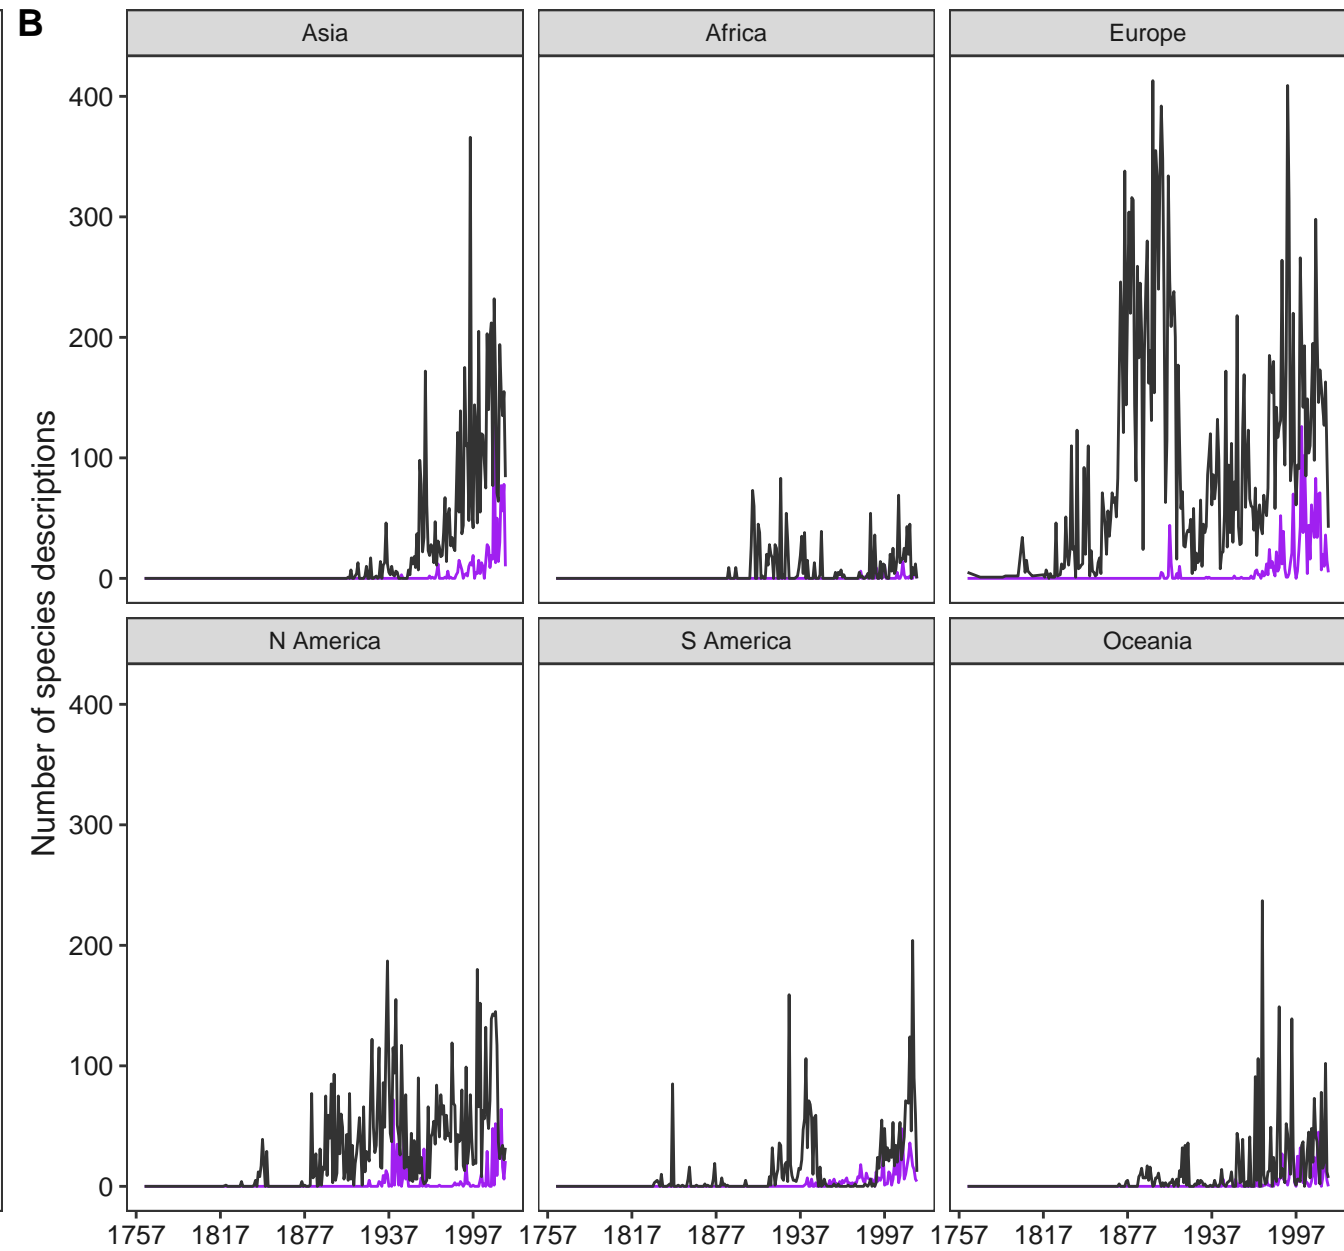 B
Asia
Africa
Europe
400
300
200
100
0
N America
S America
Oceania
400
300
200
100
0
Number of species descriptions
1757 1817 1877 1937 1997 1757 1817 1877 1937 1997 1757 1817 1877 1937 1997